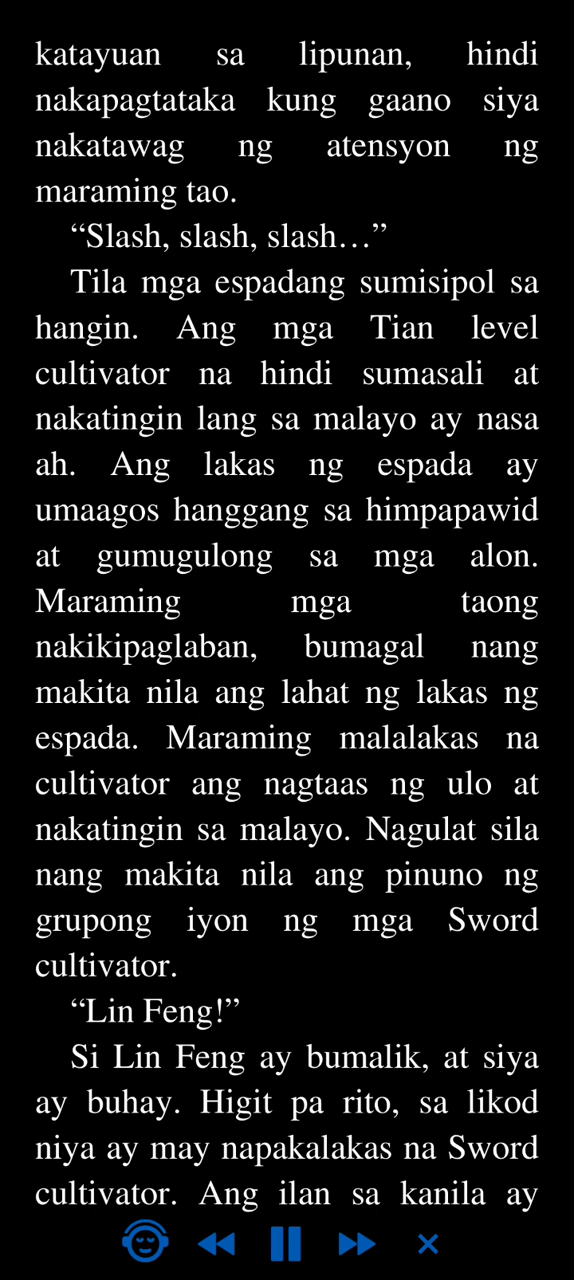 katayuan sa lipunan, hindi
nakapagtataka kung gaano siya
nakatawag ng atensyon ng
maraming tao.
“Slash, slash, slash…”
Tila mga espadang sumisipol sa
hangin. Ang mga Tian level
cultivator na hindi sumasali at
nakatingin lang sa malayo ay nasa
ah. Ang lakas ng espada ay
umaagos hanggang sa himpapawid
at gumugulong sa mga alon.
Maraming mga taong
nakikipaglaban, bumagal nang
makita nila ang lahat ng lakas ng
espada. Maraming malalakas na
cultivator ang nagtaas ng ulo at
nakatingin sa malayo. Nagulat sila
nang makita nila ang pinuno ng
grupong iyon ng mga Sword
cultivator.
“Lin Feng!”
Si Lin Feng ay bumalik, at siya
ay buhay. Higit pa rito, sa likod
niya ay may napakalakas na Sword
cultivator. Ang ilan sa kanila ay